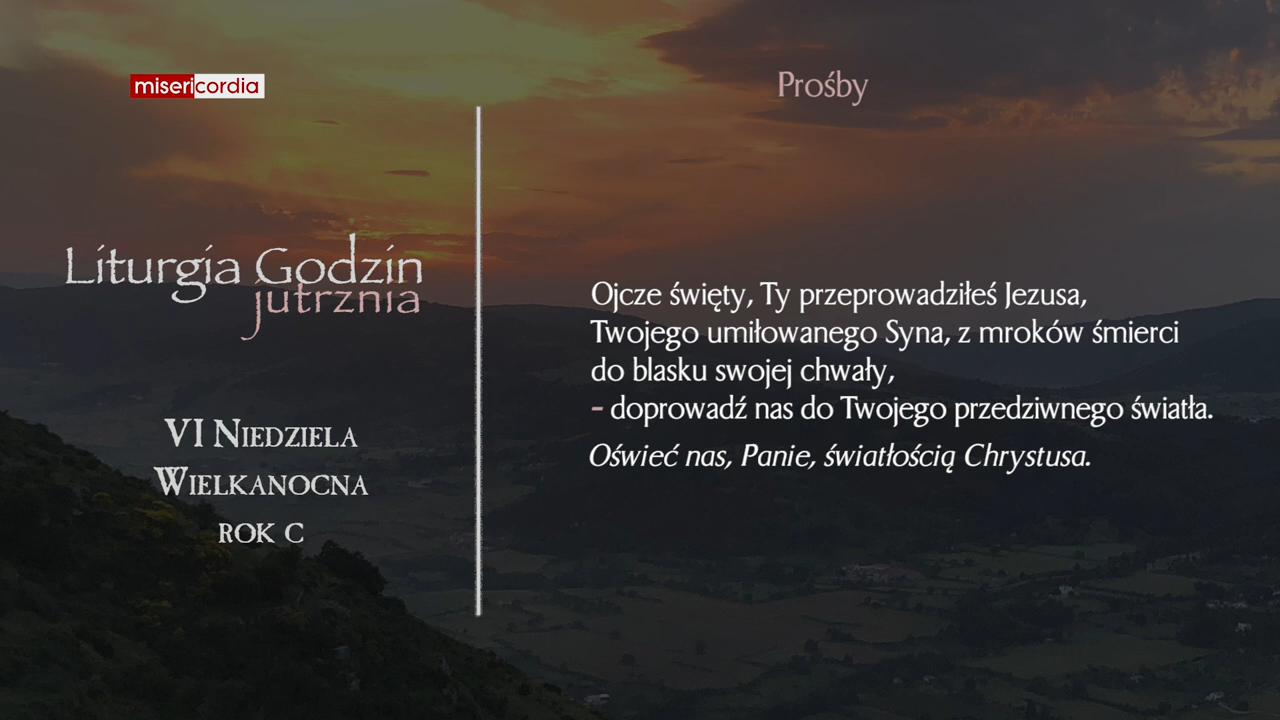 misericordia
Liturgia Godzin
jutrznia
VI Niedziela
Wielkanocna
rok C
Prośby
Ojcze święty, Ty przeprowadziłeś Jezusa,
Twojego umiłowanego Syna, z mroków śmierci
do blasku swojej chwały,
- doprowadź nas do Twojego przedziwnego światła.
Oświeć nas, Panie, światłością Chrystusa.